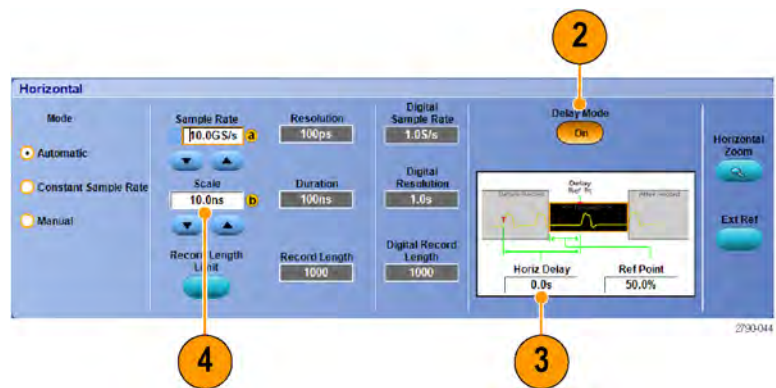 2
Horizontal
Mode
Automatic
Constant Sample Rate
Manual
Sample Rate
10.0GS/s a
Scale
10.0ns b
Record Length
Limit
Resolution
100ps
Duration
100ns
Record Length
1000
Digital
Sample Rate
1.0S/s
Digital
Resolution
1.0s
Digital Record
Length
1000
Delay Mode
On
Delay
Ref Pt
T
Horiz Delay
0.0s
Ref Point
50.0%
Horizontal
Zoom
Ext Ref
2790-044
4
3